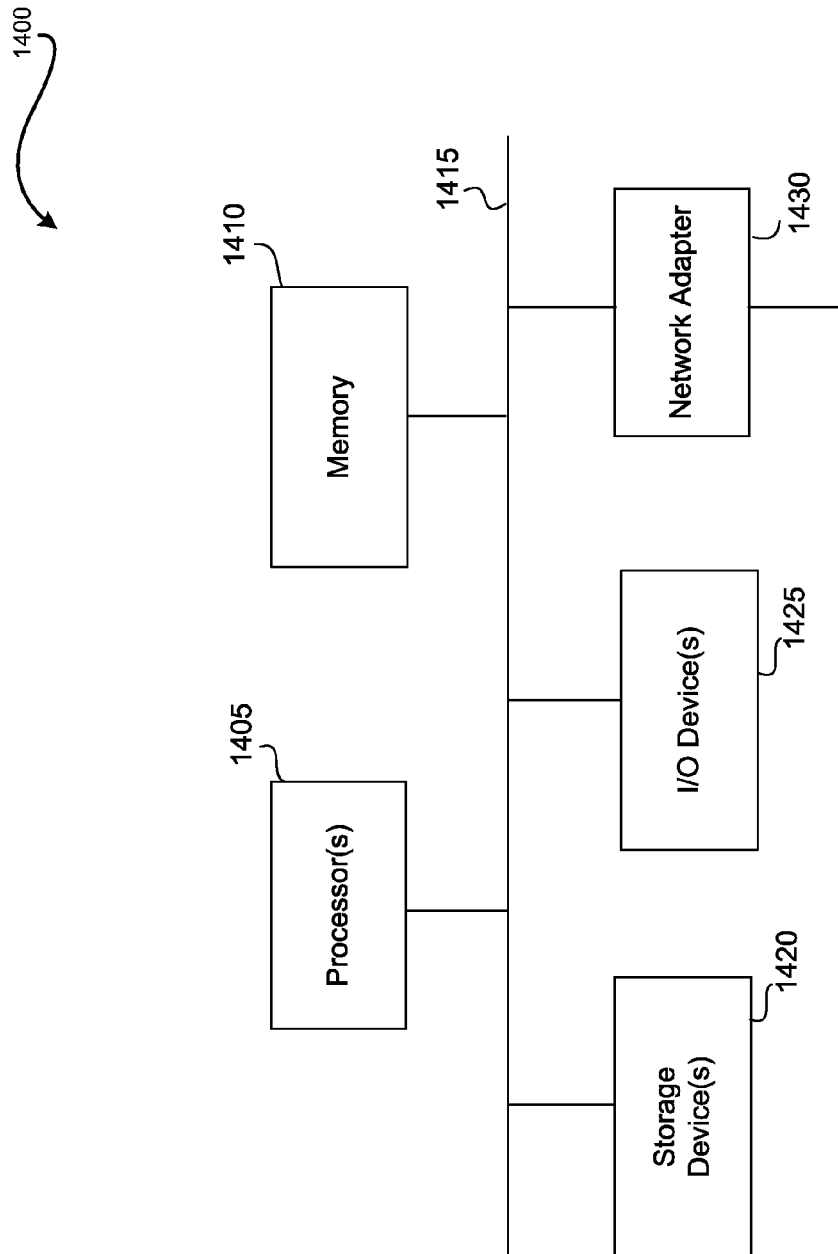 1400
1405
Processor(s)
1410
Memory
1415
Storage
Device(s)
1420
I/O Device(s)
1425
Network Adapter
1430